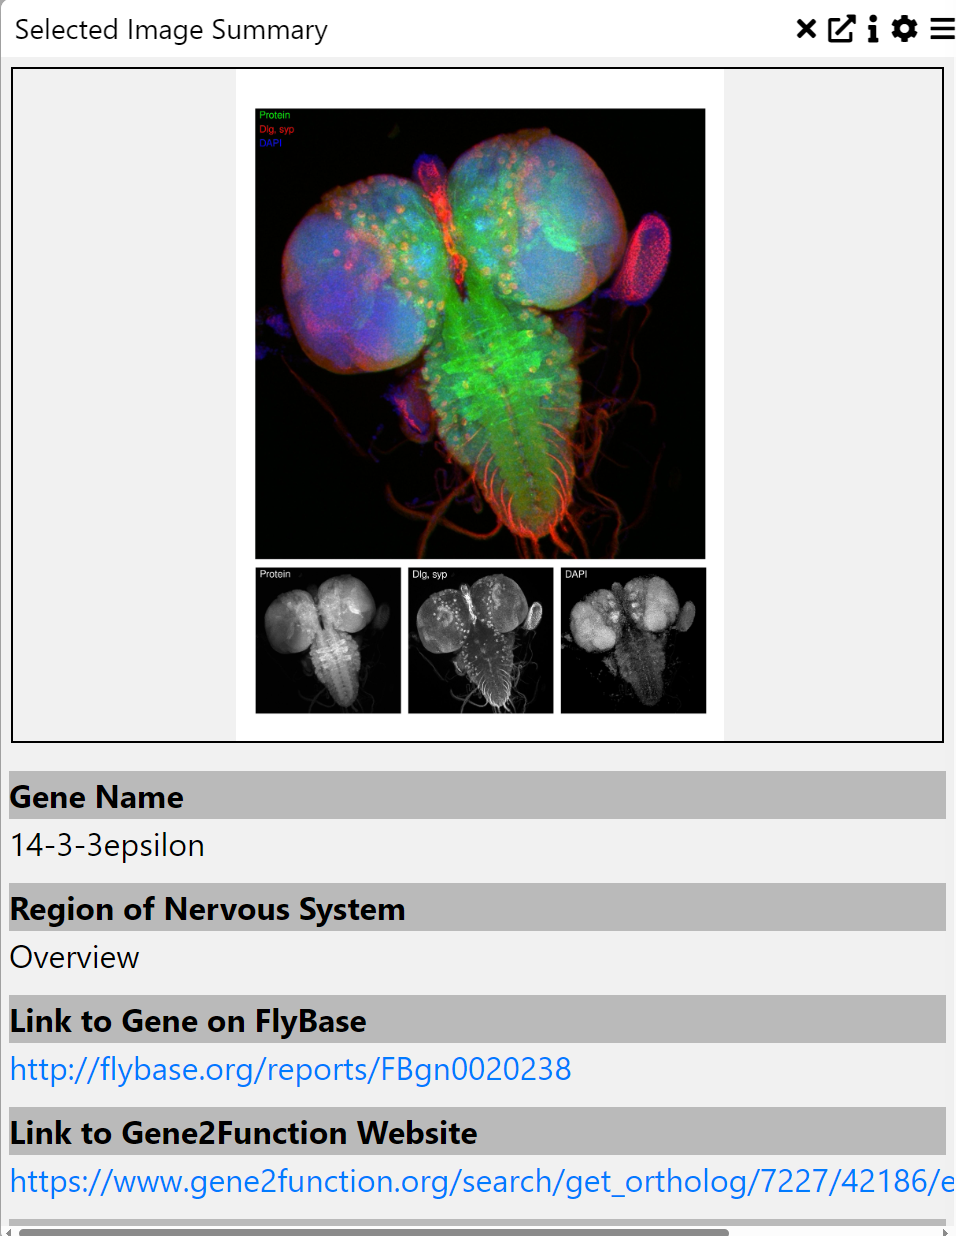 Selected Image Summary
Protein
Dlg, syp
DAPI
Protein
Dlg, syp
DAPI
Gene Name
14-3-3epsilon
Region of Nervous System
Overview
Link to Gene on FlyBase
http://flybase.org/reports/FBgn0020238
Link to Gene2Function Website
https://www.gene2function.org/search/get_ortholog/7227/42186/e